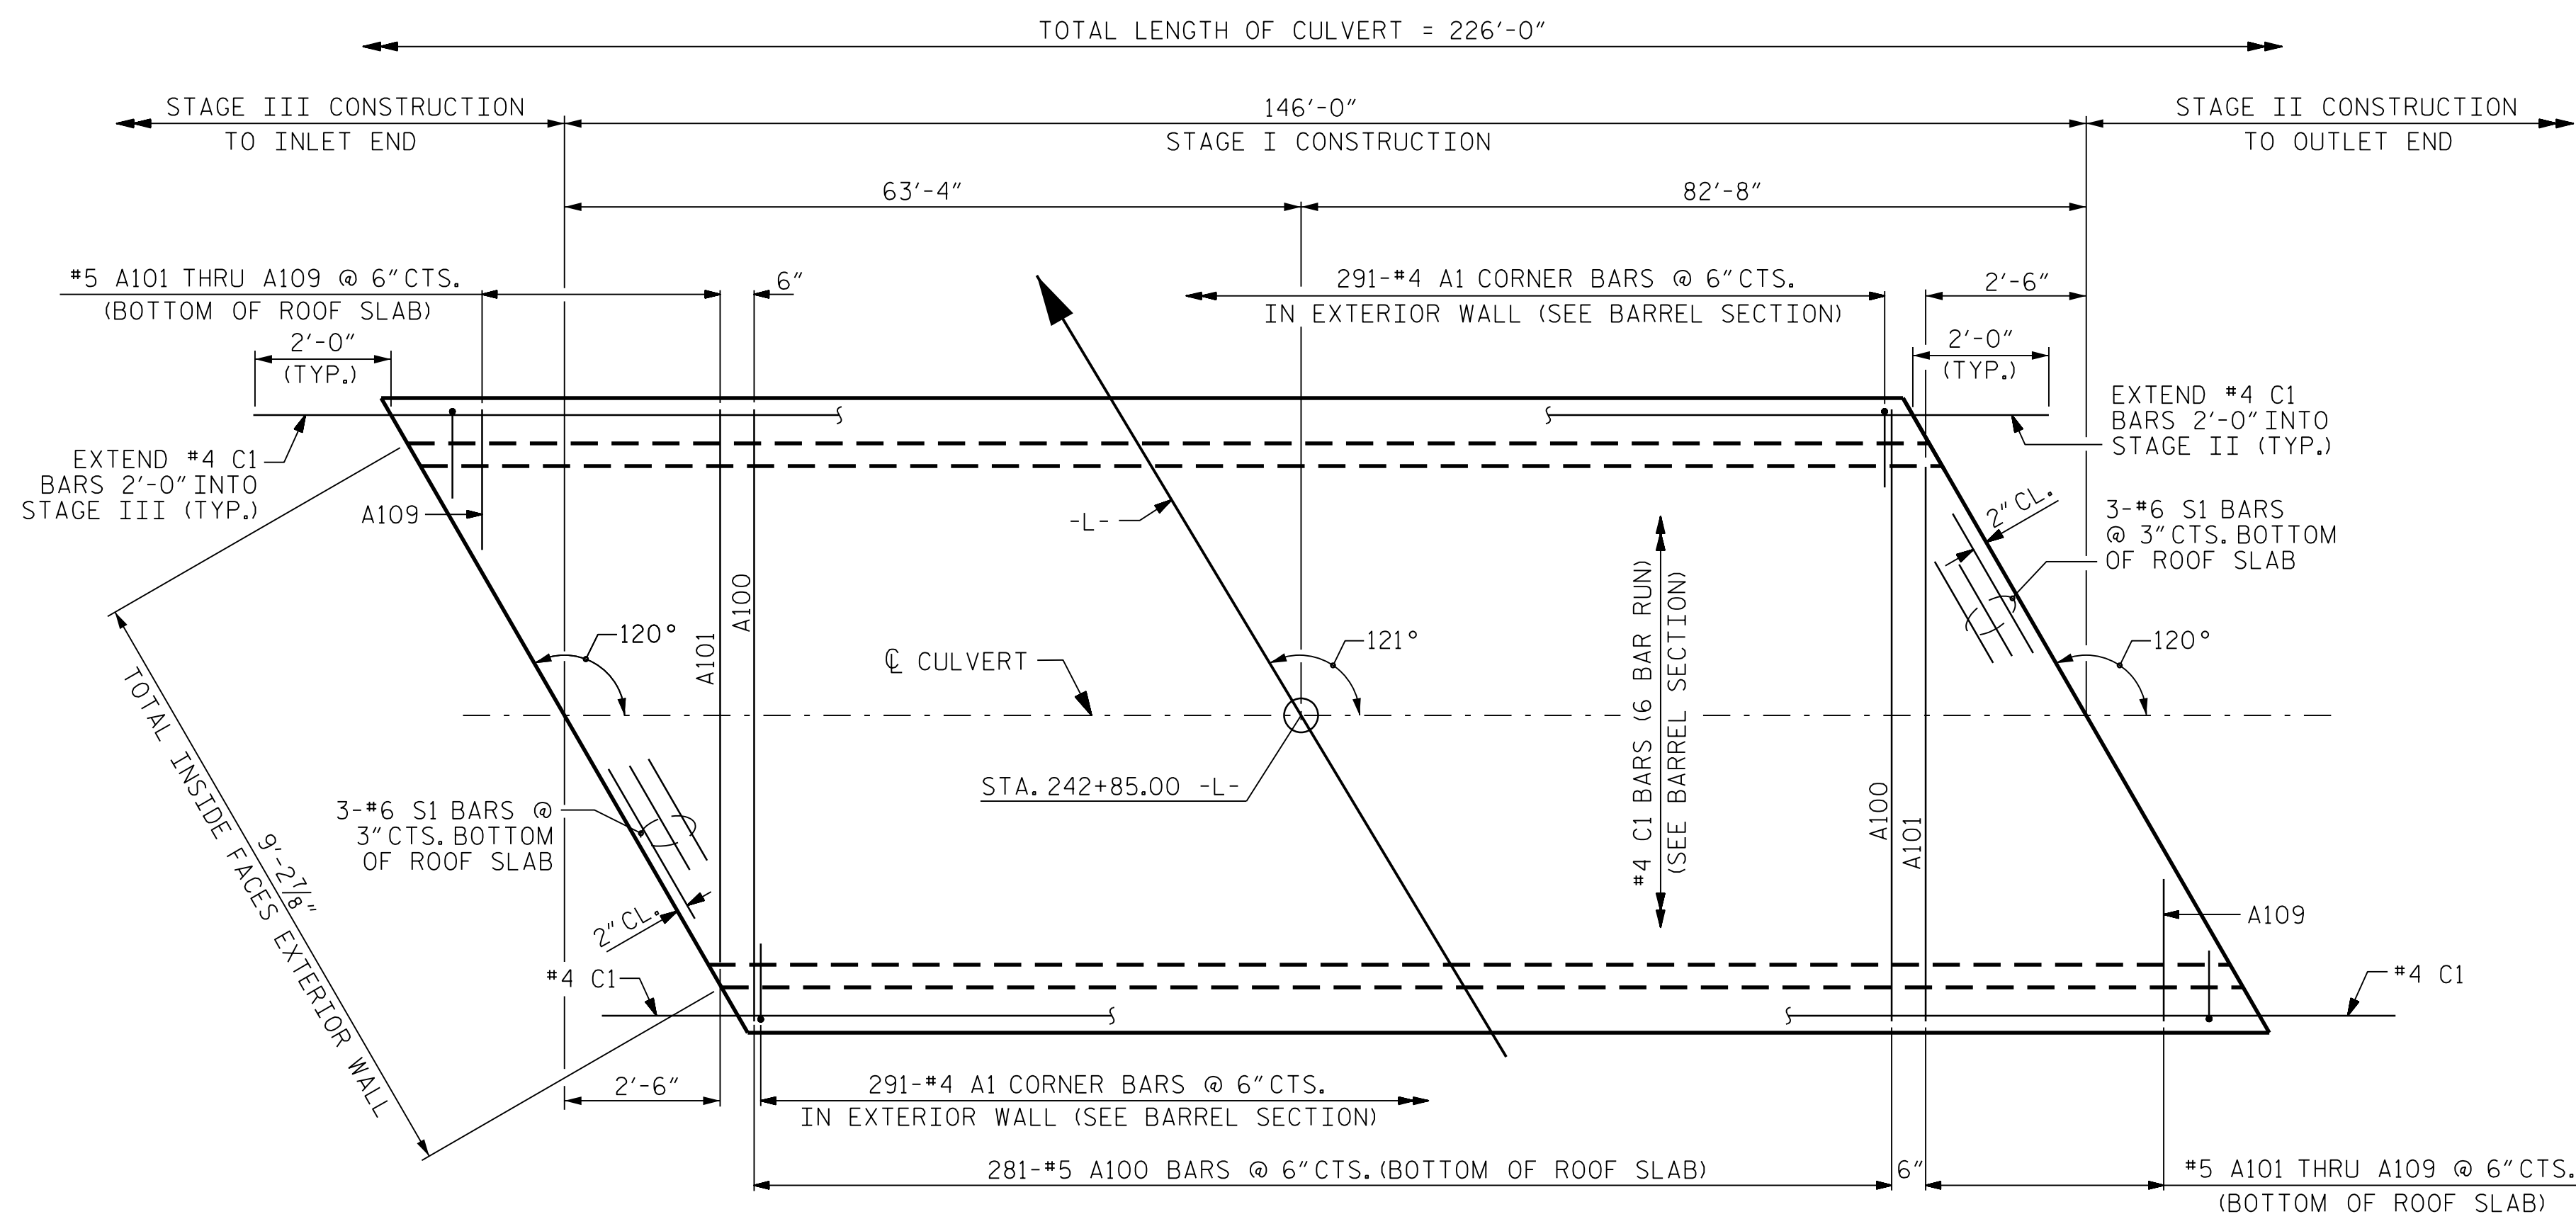 TOTAL LENGTH OF CULVERT = 226'-0"
STAGE III CONSTRUCTION
TO INLET END
146'-0"
STAGE I CONSTRUCTION
STAGE II CONSTRUCTION
TO OUTLET END
63'-4"
82'-8"
#5 A101 THRU A109 @ 6"CTS.
(BOTTOM OF ROOF SLAB)
6"
291-#4 A1 CORNER BARS @ 6"CTS.
IN EXTERIOR WALL (SEE BARREL SECTION)
2'-6"
2'-0"
(TYP.)
2'-0"
(TYP.)
EXTEND #4 C1
BARS 2'-0"INTO
STAGE III (TYP.)
EXTEND #4 C1
BARS 2'-0"INTO
STAGE II (TYP.)
A109
-L-
2"CL.
3-#6 S1 BARS
@ 3"CTS.BOTTOM
OF ROOF SLAB
A101
A100
120°
℄ CULVERT
121°
120°
#4 C1 BARS (6 BAR RUN)
(SEE BARREL SECTION)
STA.242+85.00 -L-
TOTAL INSIDE FACES EXTERIOR WALL
9'-2⅞"
3-#6 S1 BARS @
3"CTS.BOTTOM
OF ROOF SLAB
2"CL.
A100
A101
A109
#4 C1
#4 C1
2'-6"
291-#4 A1 CORNER BARS @ 6"CTS.
IN EXTERIOR WALL (SEE BARREL SECTION)
281-#5 A100 BARS @ 6"CTS.(BOTTOM OF ROOF SLAB)
6"
#5 A101 THRU A109 @ 6"CTS.
(BOTTOM OF ROOF SLAB)